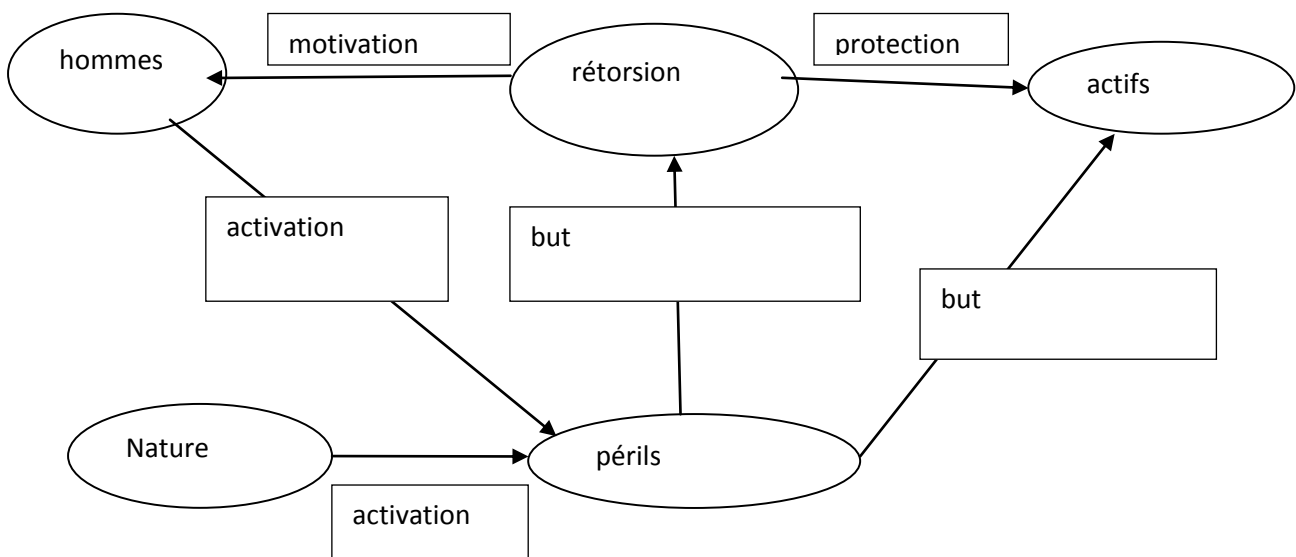 hommes
motivation
rétorsion
protection
actifs
activation
but
but
Nature
périls
activation